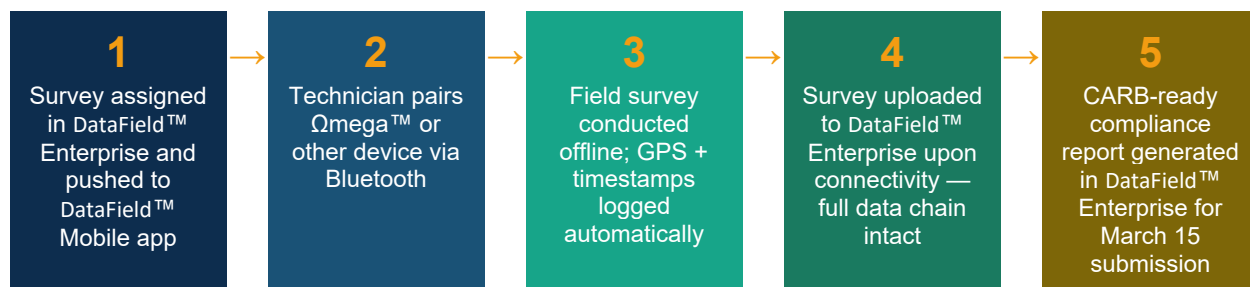 1
Survey assigned
in DataField™
Enterprise and
pushed to
DataField™
Mobile app
→
2
Technician pairs
Ωmega™ or
other device via
Bluetooth
→
3
Field survey
conducted
offline; GPS +
timestamps
logged
automatically
→
4
Survey uploaded
to DataField™
Enterprise upon
connectivity —
full data chain
intact
→
5
CARB-ready
compliance
report generated
in DataField™
Enterprise for
March 15
submission